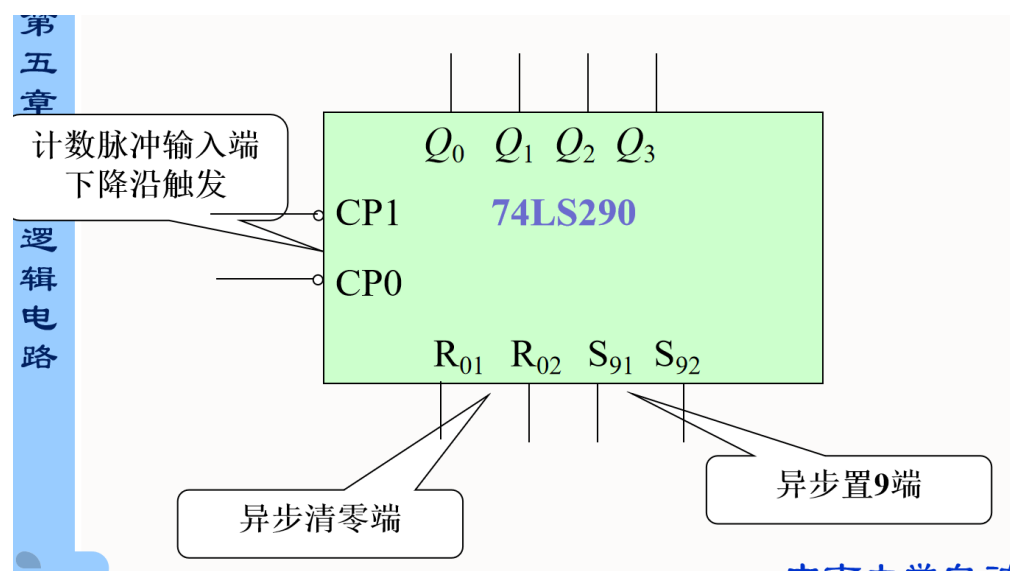 第
五
章
逻
辑
电
路
计数脉冲输入端
下降沿触发
Q0 Q1 Q2 Q3
CP1
74LS290
CP0
R01 R02 S91 S92
异步清零端
异步置9端